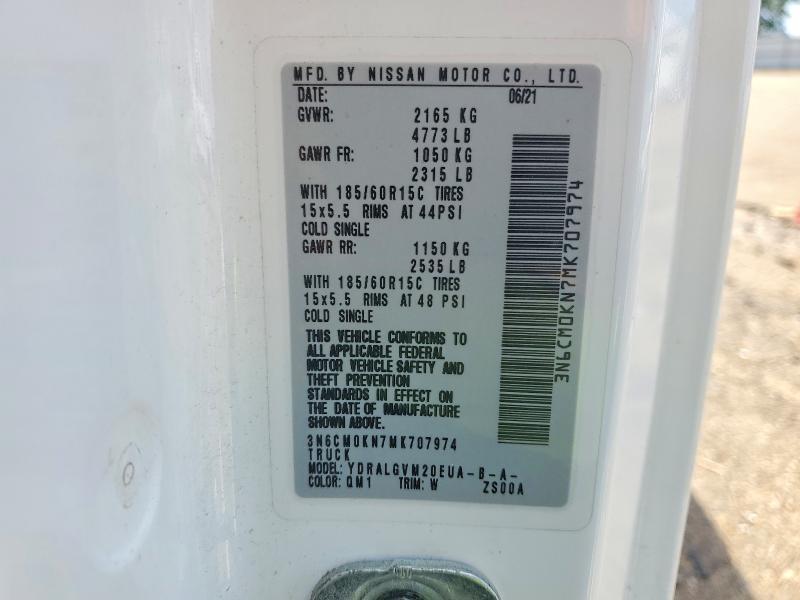 MFD. BY NISSAN MOTOR CO., LTD.
DATE: 06/21
GVWR: 2165 KG
4773 LB
GAWR FR: 1050 KG
2315 LB
WITH 185/60R15C TIRES
15x5.5 RIMS AT 44PSI
COLD SINGLE
GAWR RR: 1150 KG
2535 LB
WITH 185/60R15C TIRES
15x5.5 RIMS AT 48 PSI
COLD SINGLE
THIS VEHICLE CONFORMS TO
ALL APPLICABLE FEDERAL
MOTOR VEHICLE SAFETY AND
THEFT PREVENTION
STANDARDS IN EFFECT ON
THE DATE OF MANUFACTURE
SHOWN ABOVE.
3N6CM0KN7MK707974
TRUCK
MODEL: YDRALGVM20EUA-B-A-
COLOR: QM1 TRIM: W ZS00A
3N6CM0KN7MK707974